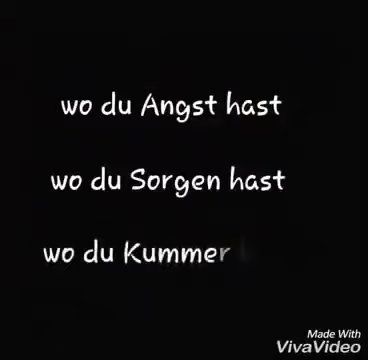 wo du Angst hast
wo du Sorgen hast
wo du Kummer
Made With
VivaVideo